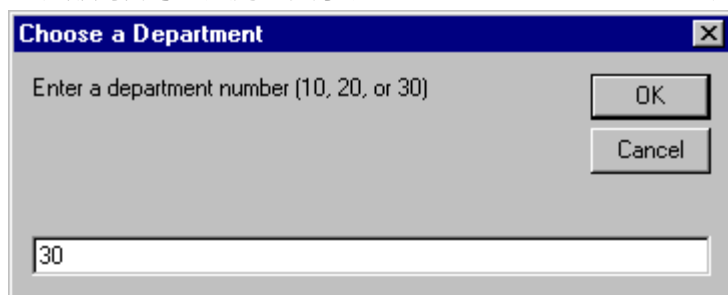 Choose a Department
Enter a department number (10, 20, or 30)
OK
Cancel
30